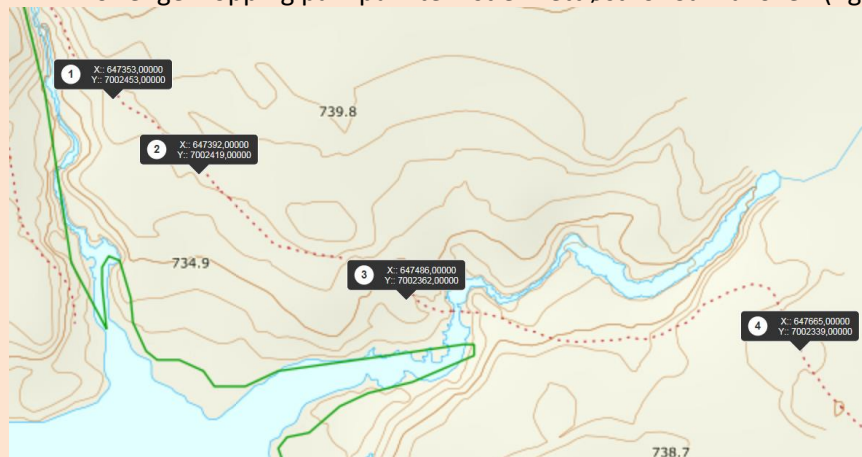 739.8
1 X:: 647353,00000
Y:: 7002453,00000
2 X:: 647392,00000
Y:: 7002419,00000
734.9
3 X:: 647486,00000
Y:: 7002362,00000
4 X:: 647665,00000
Y:: 7002339,00000
738.7